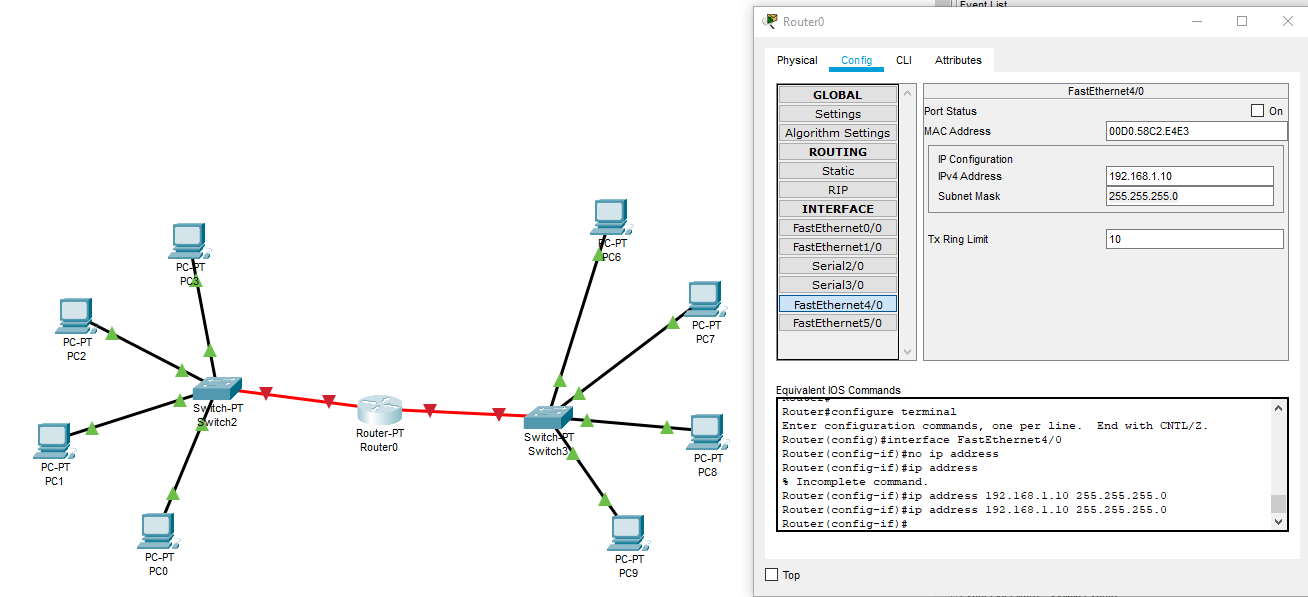 Event List
Router0
Physical
Config
CLI
Attributes
GLOBAL
Settings
Algorithm Settings
ROUTING
Static
RIP
INTERFACE
FastEthernet0/0
FastEthernet1/0
Serial2/0
Serial3/0
FastEthernet4/0
FastEthernet5/0
FastEthernet4/0
Port Status
On
MAC Address
00D0.58C2.E4E3
IP Configuration
IPv4 Address
192.168.1.10
Subnet Mask
255.255.255.0
Tx Ring Limit
10
Equivalent IOS Commands
Router#
Router#configure terminal
Enter configuration commands, one per line.  End with CNTL/Z.
Router(config)#interface FastEthernet4/0
Router(config-if)#no ip address
Router(config-if)#ip address
% Incomplete command.
Router(config-if)#ip address 192.168.1.10 255.255.255.0
Router(config-if)#ip address 192.168.1.10 255.255.255.0
Router(config-if)#
Top
PC-PT
PC3
PC-PT
PC2
PC-PT
PC1
PC-PT
PC0
Switch-PT
Switch2
Router-PT
Router0
Switch-PT
Switch3
PC-PT
PC6
PC-PT
PC7
PC-PT
PC8
PC-PT
PC9